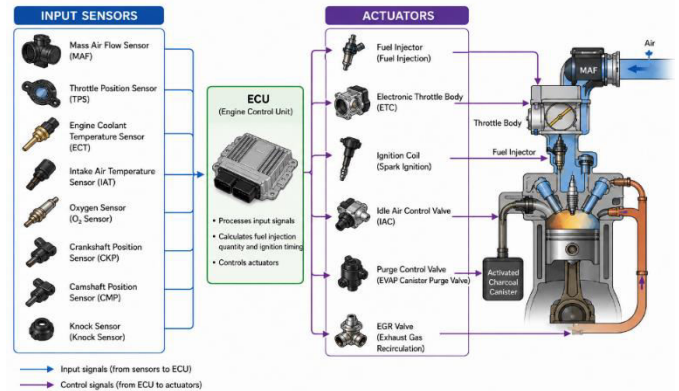 INPUT SENSORS
Mass Air Flow Sensor
(MAF)
Throttle Position Sensor
(TPS)
Engine Coolant
Temperature Sensor
(ECT)
Intake Air Temperature
Sensor (IAT)
Oxygen Sensor
(O₂ Sensor)
Crankshaft Position
Sensor (CKP)
Camshaft Position
Sensor (CMP)
Knock Sensor
(Knock Sensor)
ECU
(Engine Control Unit)
• Processes input signals
• Calculates fuel injection
quantity and ignition timing
• Controls actuators
ACTUATORS
Fuel Injector
(Fuel Injection)
Electronic Throttle Body
(ETC)
Ignition Coil
(Spark Ignition)
Idle Air Control Valve
(IAC)
Purge Control Valve
(EVAP Canister Purge Valve)
EGR Valve
(Exhaust Gas
Recirculation)
Air
MAF
Throttle Body
Fuel Injector
Activated
Charcoal
Canister
Input signals (from sensors to ECU)
Control signals (from ECU to actuators)